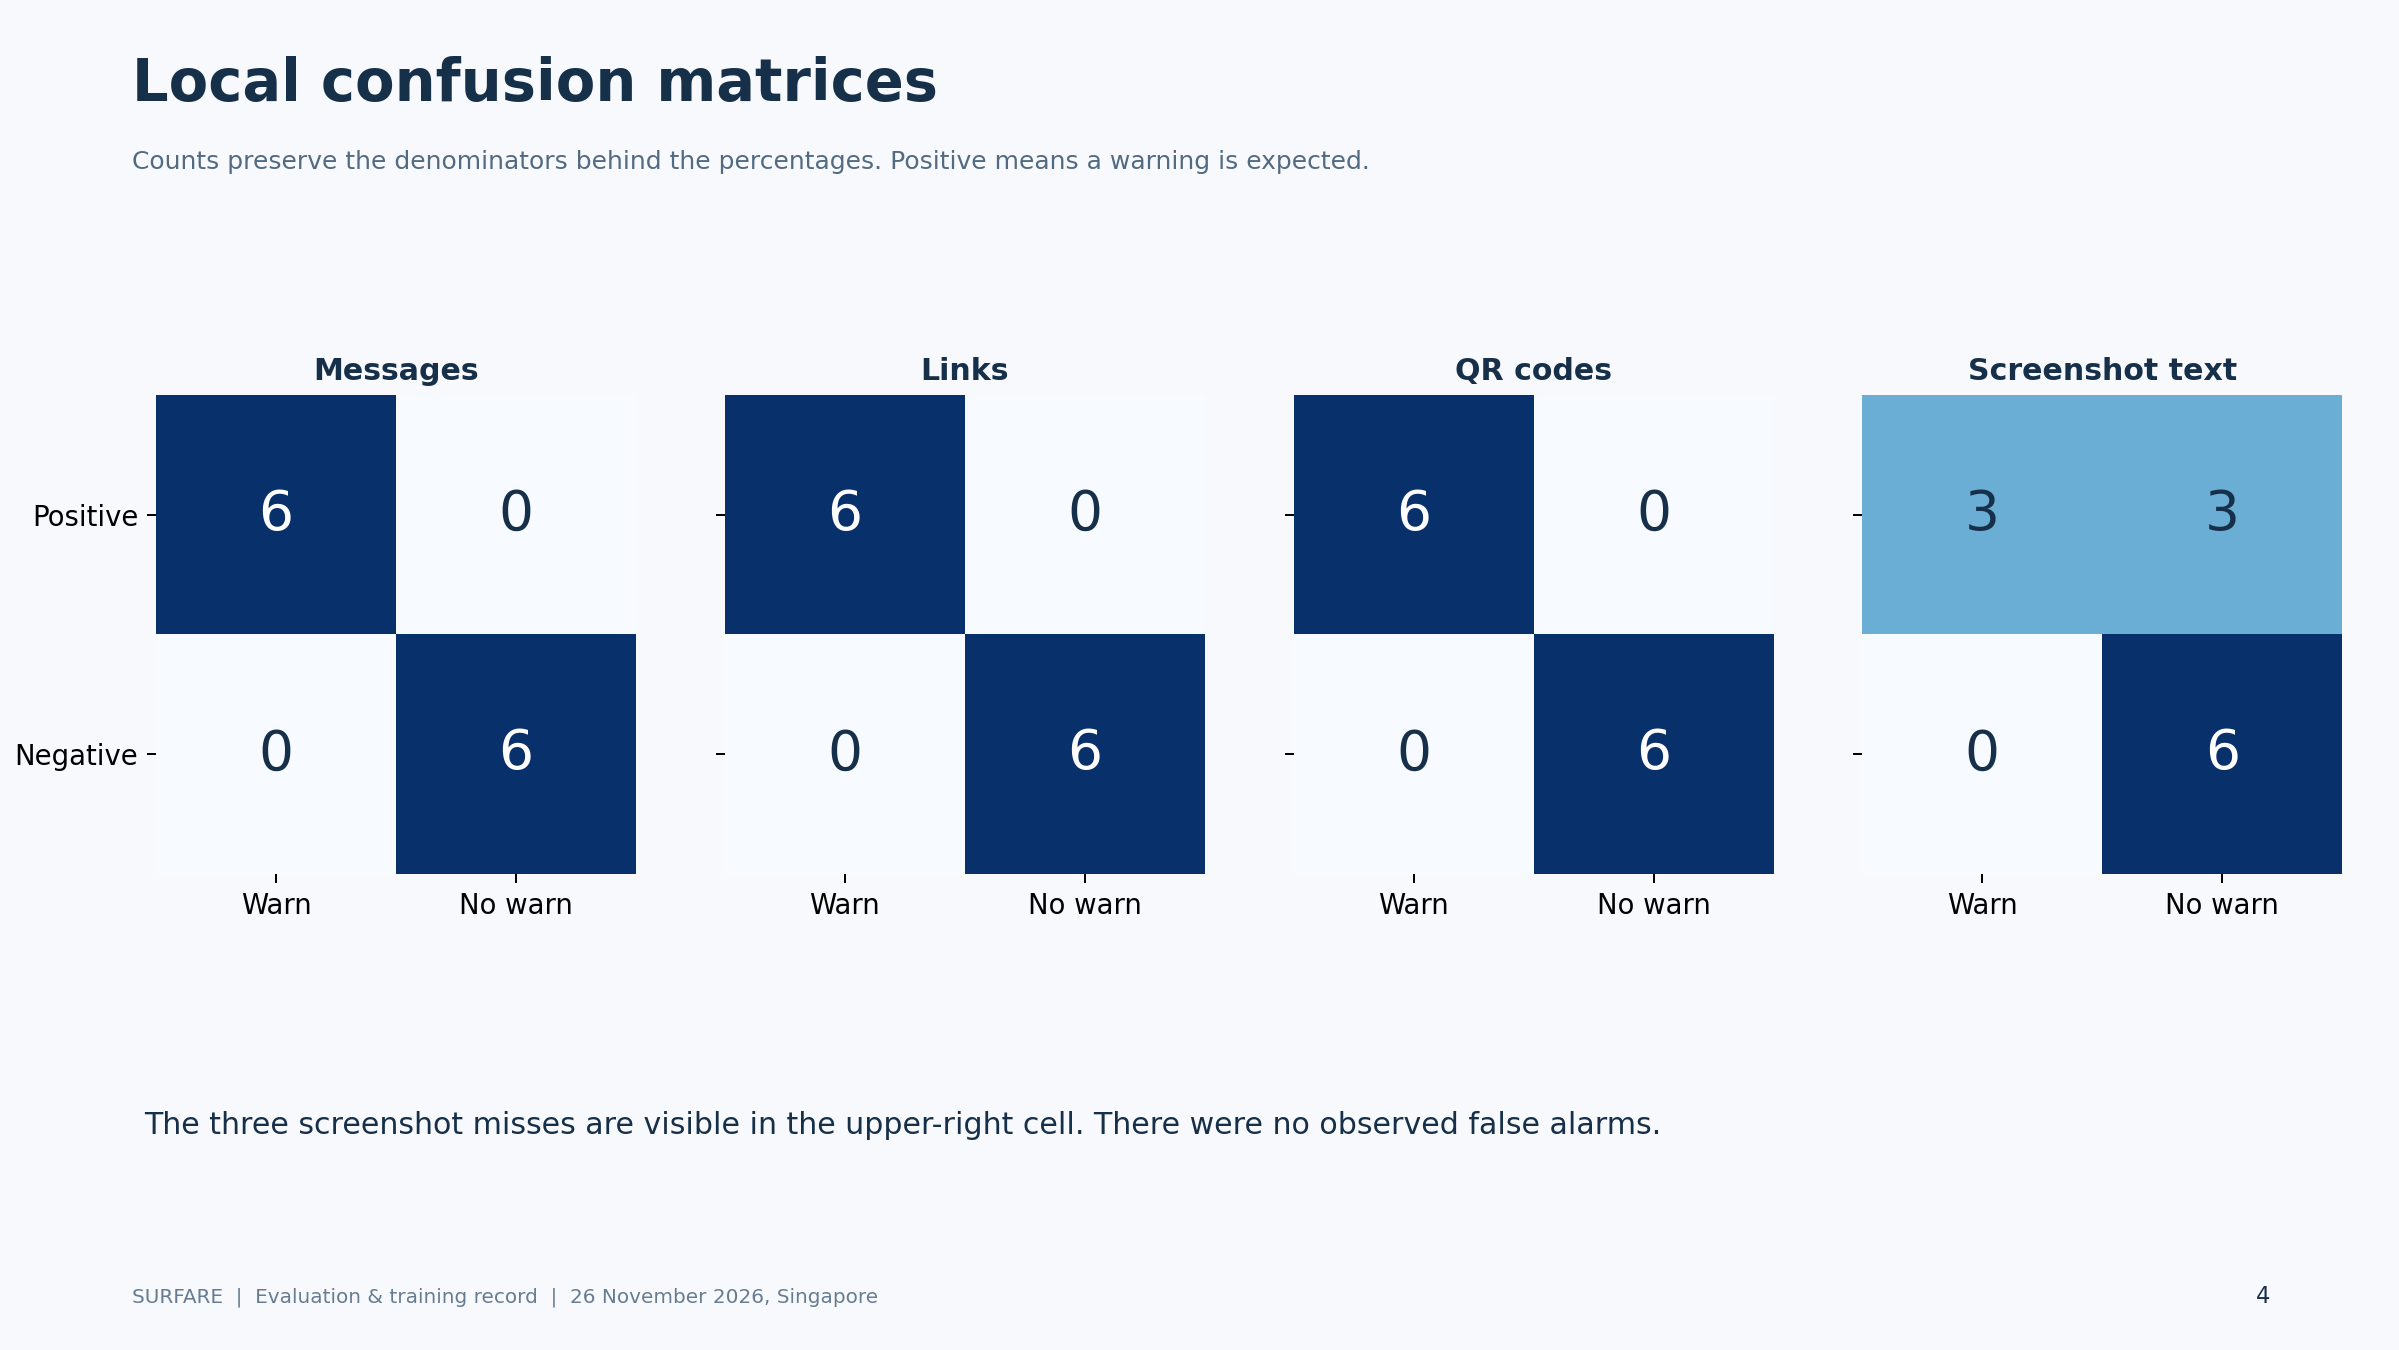 Local confusion matrices
Counts preserve the denominators behind the percentages. Positive means a warning is expected.
Messages Links QR codes Screenshot text
Positive 6 0 6 0 6 0 3 3
Negative 0 6 0 6 0 6 0 6
Warn No warn Warn No warn Warn No warn Warn No warn
The three screenshot misses are visible in the upper-right cell. There were no observed false alarms.
SURFARE | Evaluation & training record | 26 November 2026, Singapore 4